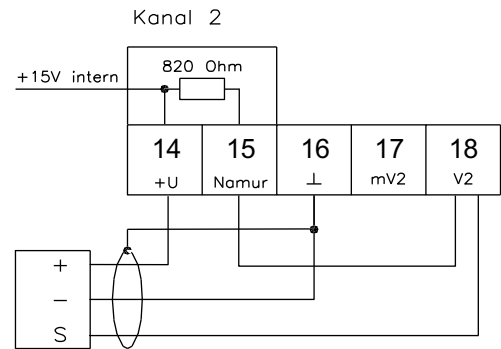 Kanal 2
820 Ohm
+15V intern
14 15 16 17 18
+U Namur ⊥ mV2 V2
+
−
S